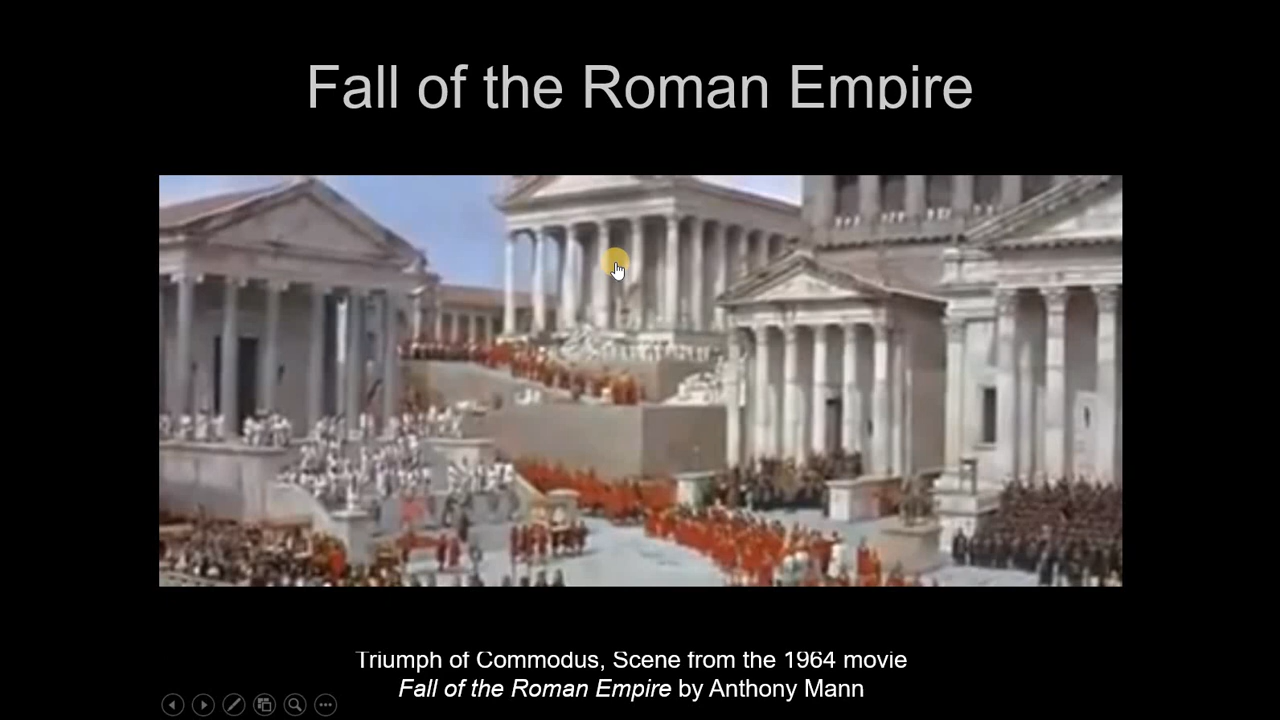 Fall of the Roman Empire
Triumph of Commodus, Scene from the 1964 movie
Fall of the Roman Empire by Anthony Mann